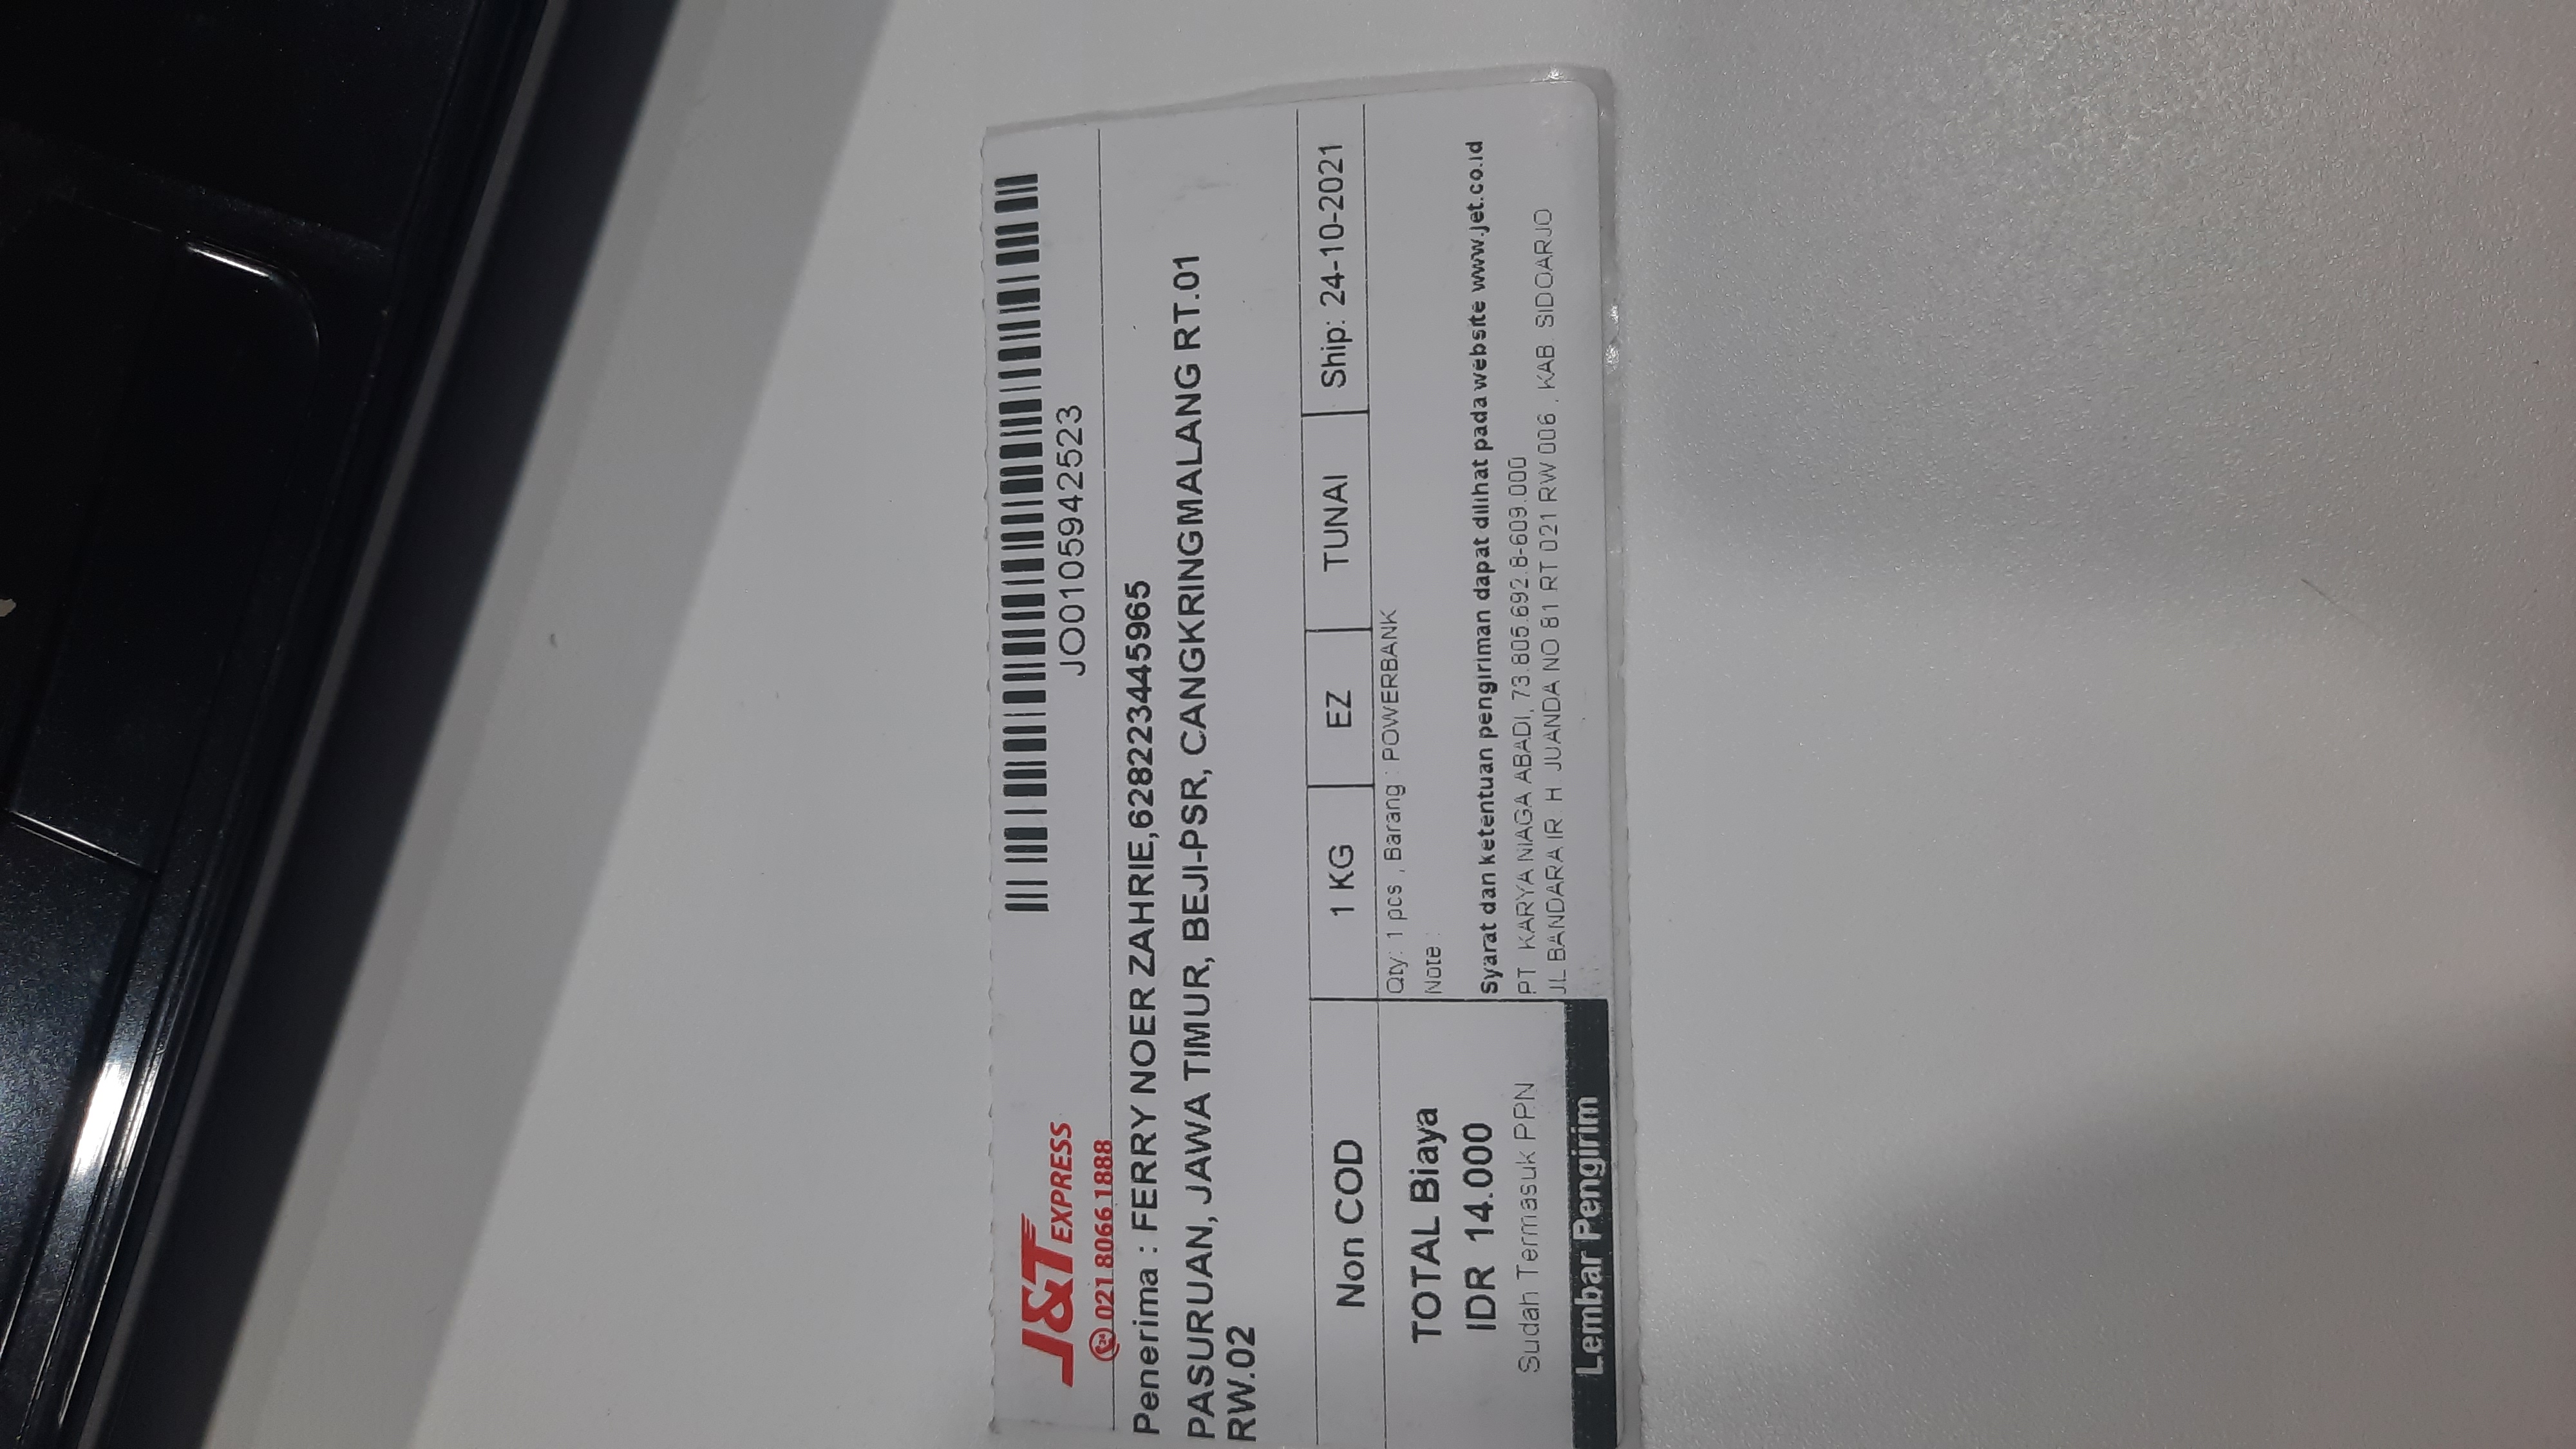 J&T EXPRESS
021 8066 1888
JO0105942523
Penerima : FERRY NOER ZAHRIE,628223445965
PASURUAN, JAWA TIMUR, BEJI-PSR, CANGKRINGMALANG RT.01
RW.02
Non COD 1 KG EZ TUNAI Ship: 24-10-2021
Qty: 1 pcs , Barang : POWERBANK
Note :
TOTAL Biaya
IDR 14.000
Sudah Termasuk PPN
Lembar Pengirim
Syarat dan ketentuan pengiriman dapat dilihat pada website www.jet.co.id
PT. KARYA NIAGA ABADI, 73.805.692.8-609.000
JL BANDARA IR. H. JUANDA NO 81 RT 021 RW 006 , KAB. SIDOARJO